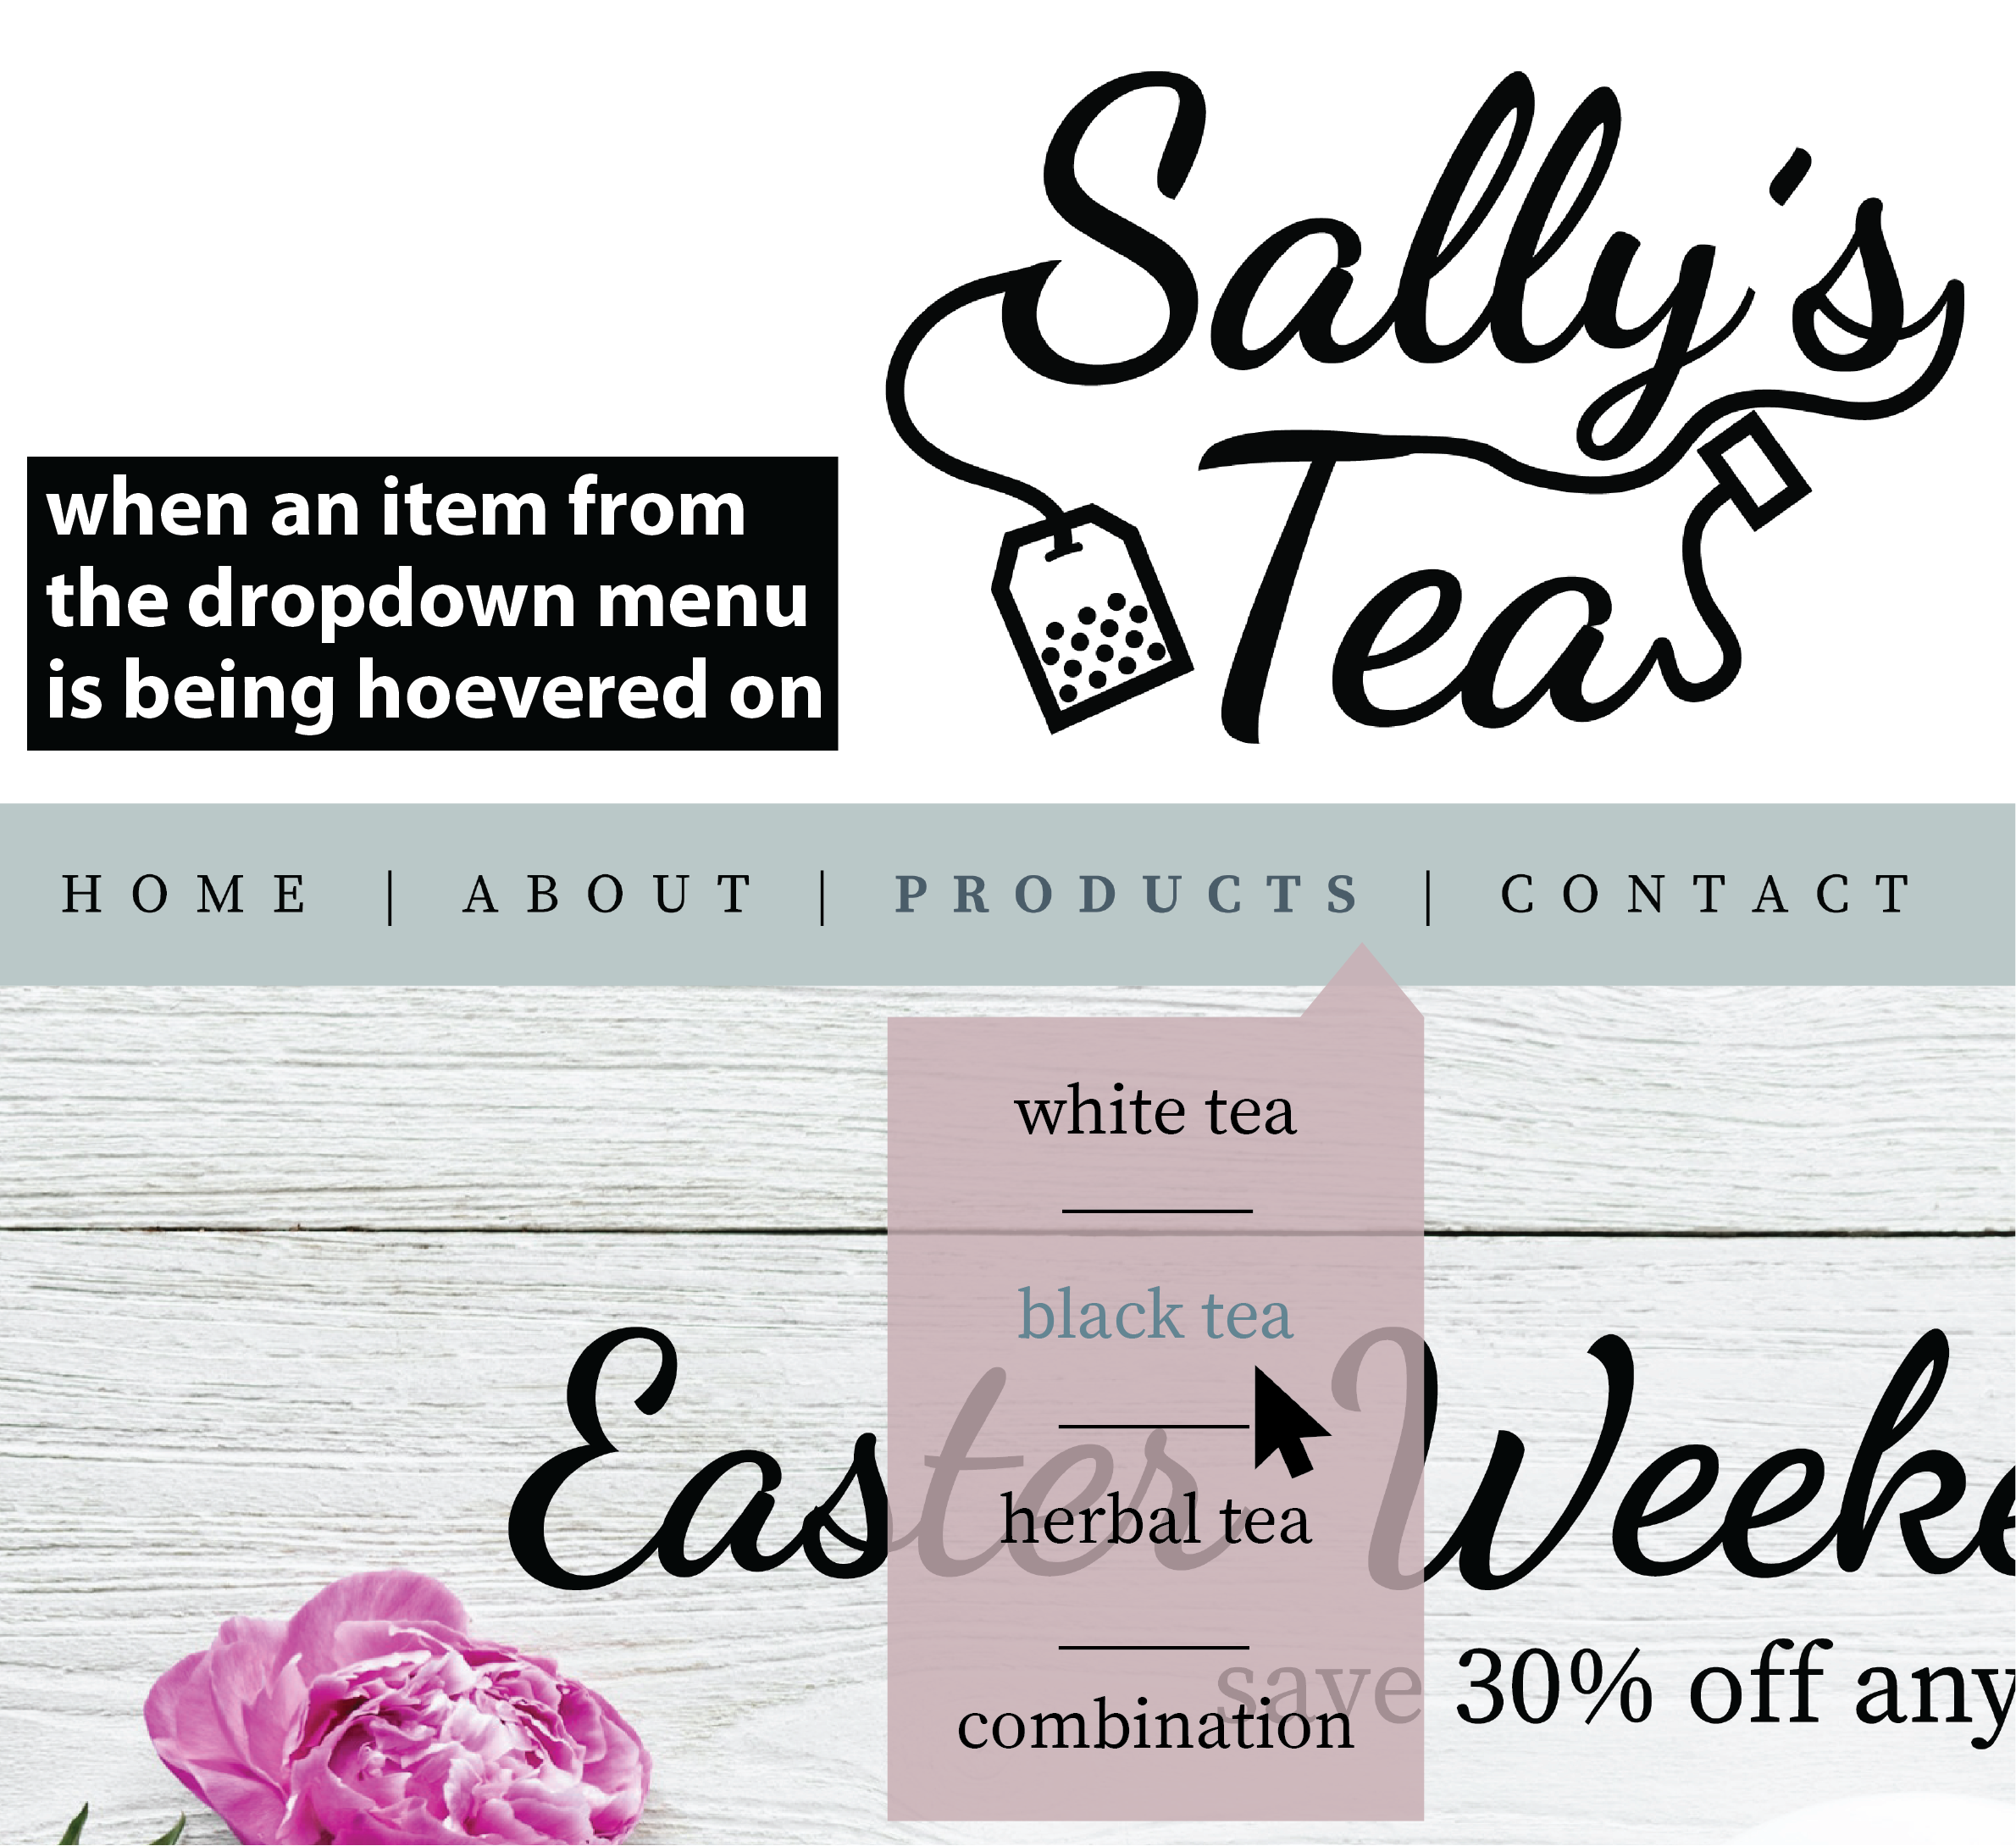 Sally's
Tea
when an item from
the dropdown menu
is being hoevered on
HOME | ABOUT | PRODUCTS | CONTACT
white tea
black tea
herbal tea
combination
Easter Weeke
save 30% off any